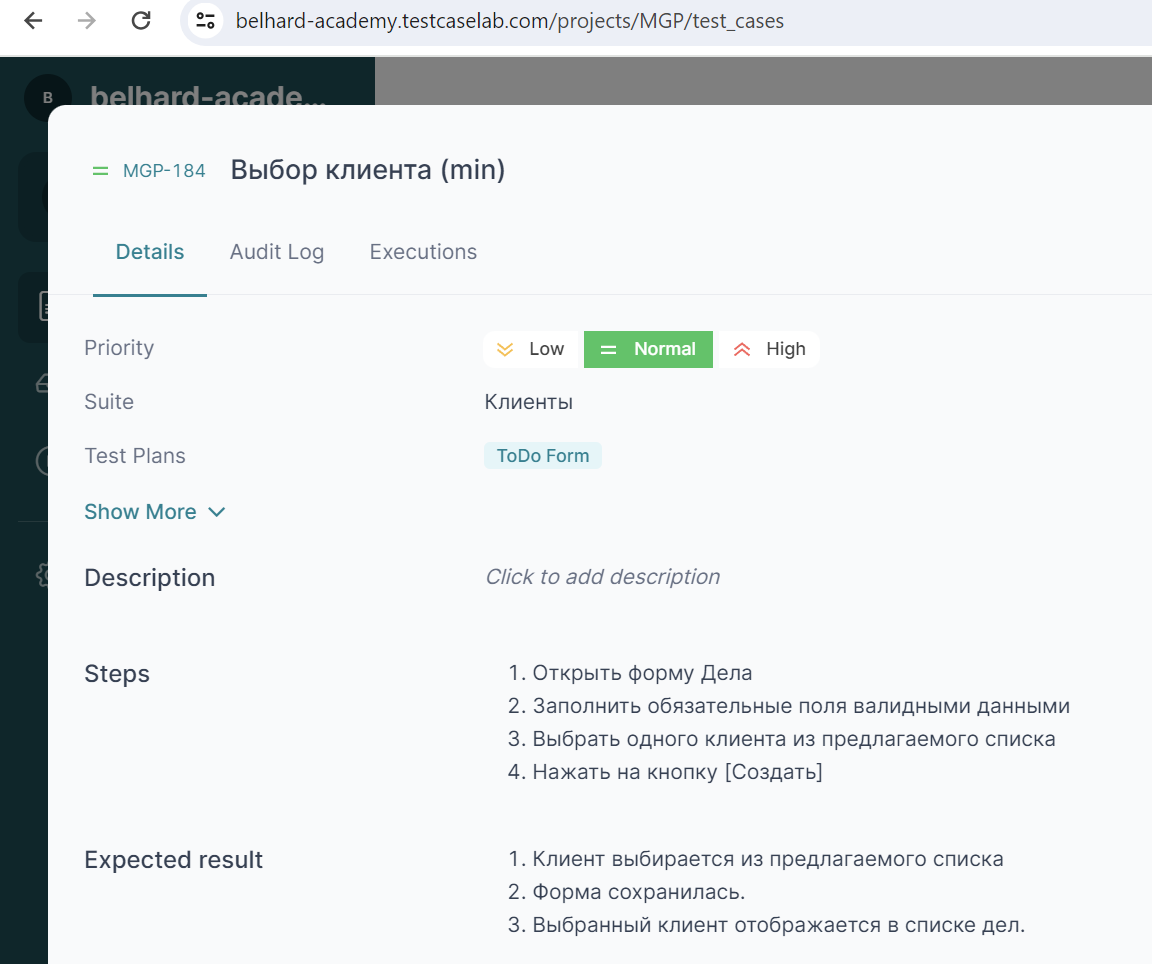 belhard-academy.testcaselab.com/projects/MGP/test_cases
B belhard-acade...
MGP-184 Выбор клиента (min)
Details Audit Log Executions
Priority Low Normal High
Suite Клиенты
Test Plans ToDo Form
Show More
Description Click to add description
Steps 1. Открыть форму Дела
2. Заполнить обязательные поля валидными данными
3. Выбрать одного клиента из предлагаемого списка
4. Нажать на кнопку [Создать]
Expected result 1. Клиент выбирается из предлагаемого списка
2. Форма сохранилась.
3. Выбранный клиент отображается в списке дел.